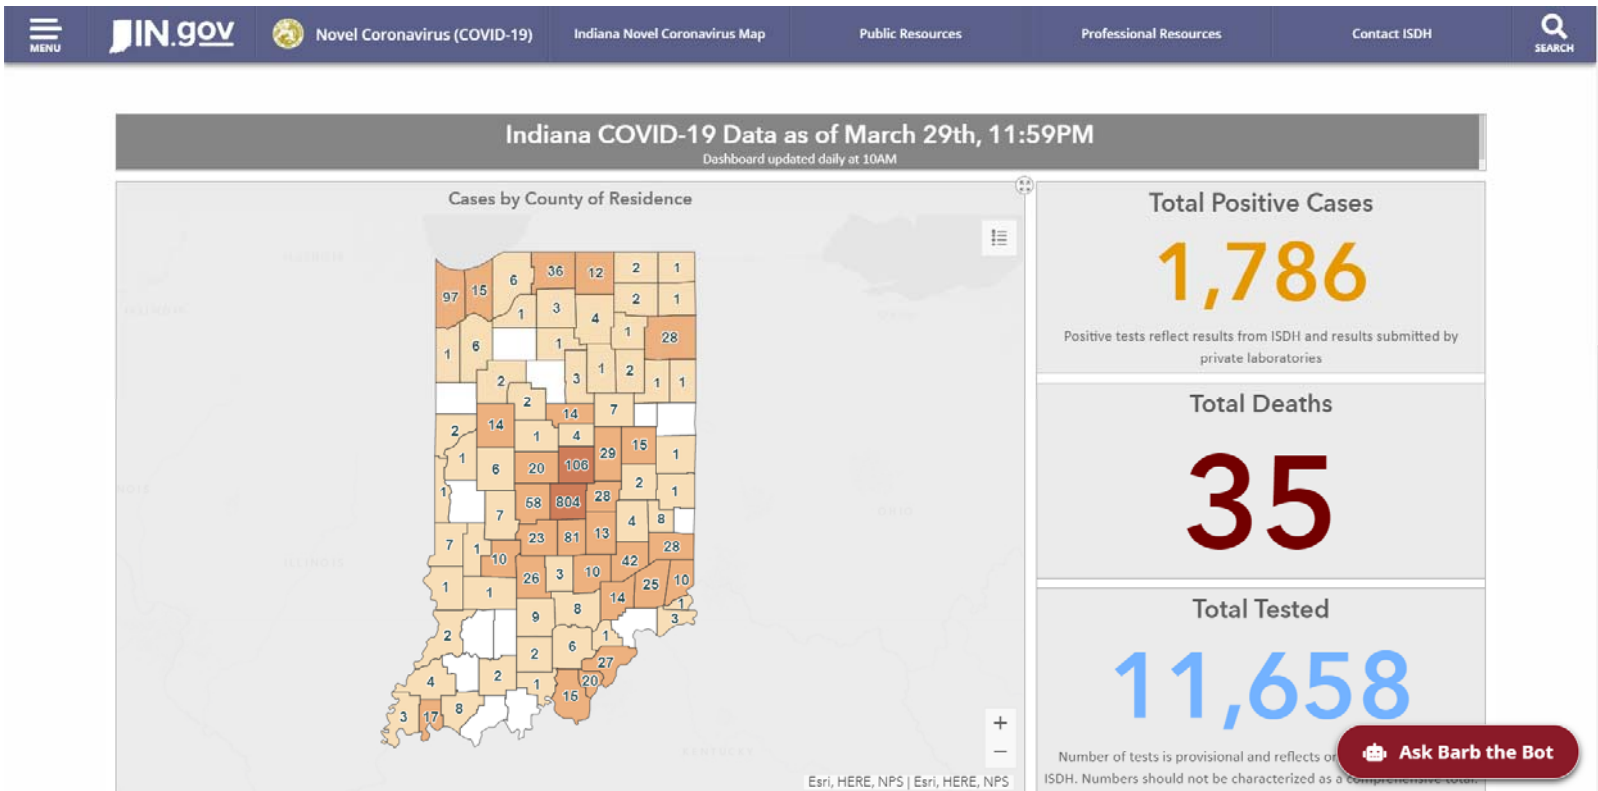 MENU
IN.gov
Novel Coronavirus (COVID-19)
Indiana Novel Coronavirus Map
Public Resources
Professional Resources
Contact ISDH
SEARCH
Indiana COVID-19 Data as of March 29th, 11:59PM
Dashboard updated daily at 10AM
Cases by County of Residence
97 15 6 36 12 2 1
1 3 4 2 1
1 6 1 1 28
2 3 1 2 1 1
2 14 7
2 14 1 4
1 6 20 106 29 15 1
1 7 58 804 28 2 1
7 1 23 81 13 4 8
10 26 3 10 42 28
1 1 14 25 10
9 8 1 3
2 2 6 1 27
4 2 1 15 20
3 17 8
ILLINOIS
OHIO
KENTUCKY
+
−
Esri, HERE, NPS | Esri, HERE, NPS
Total Positive Cases
1,786
Positive tests reflect results from ISDH and results submitted by
private laboratories
Total Deaths
35
Total Tested
11,658
Number of tests is provisional and reflects
ISDH. Numbers should not be characterized as a comprehensive total.
Ask Barb the Bot